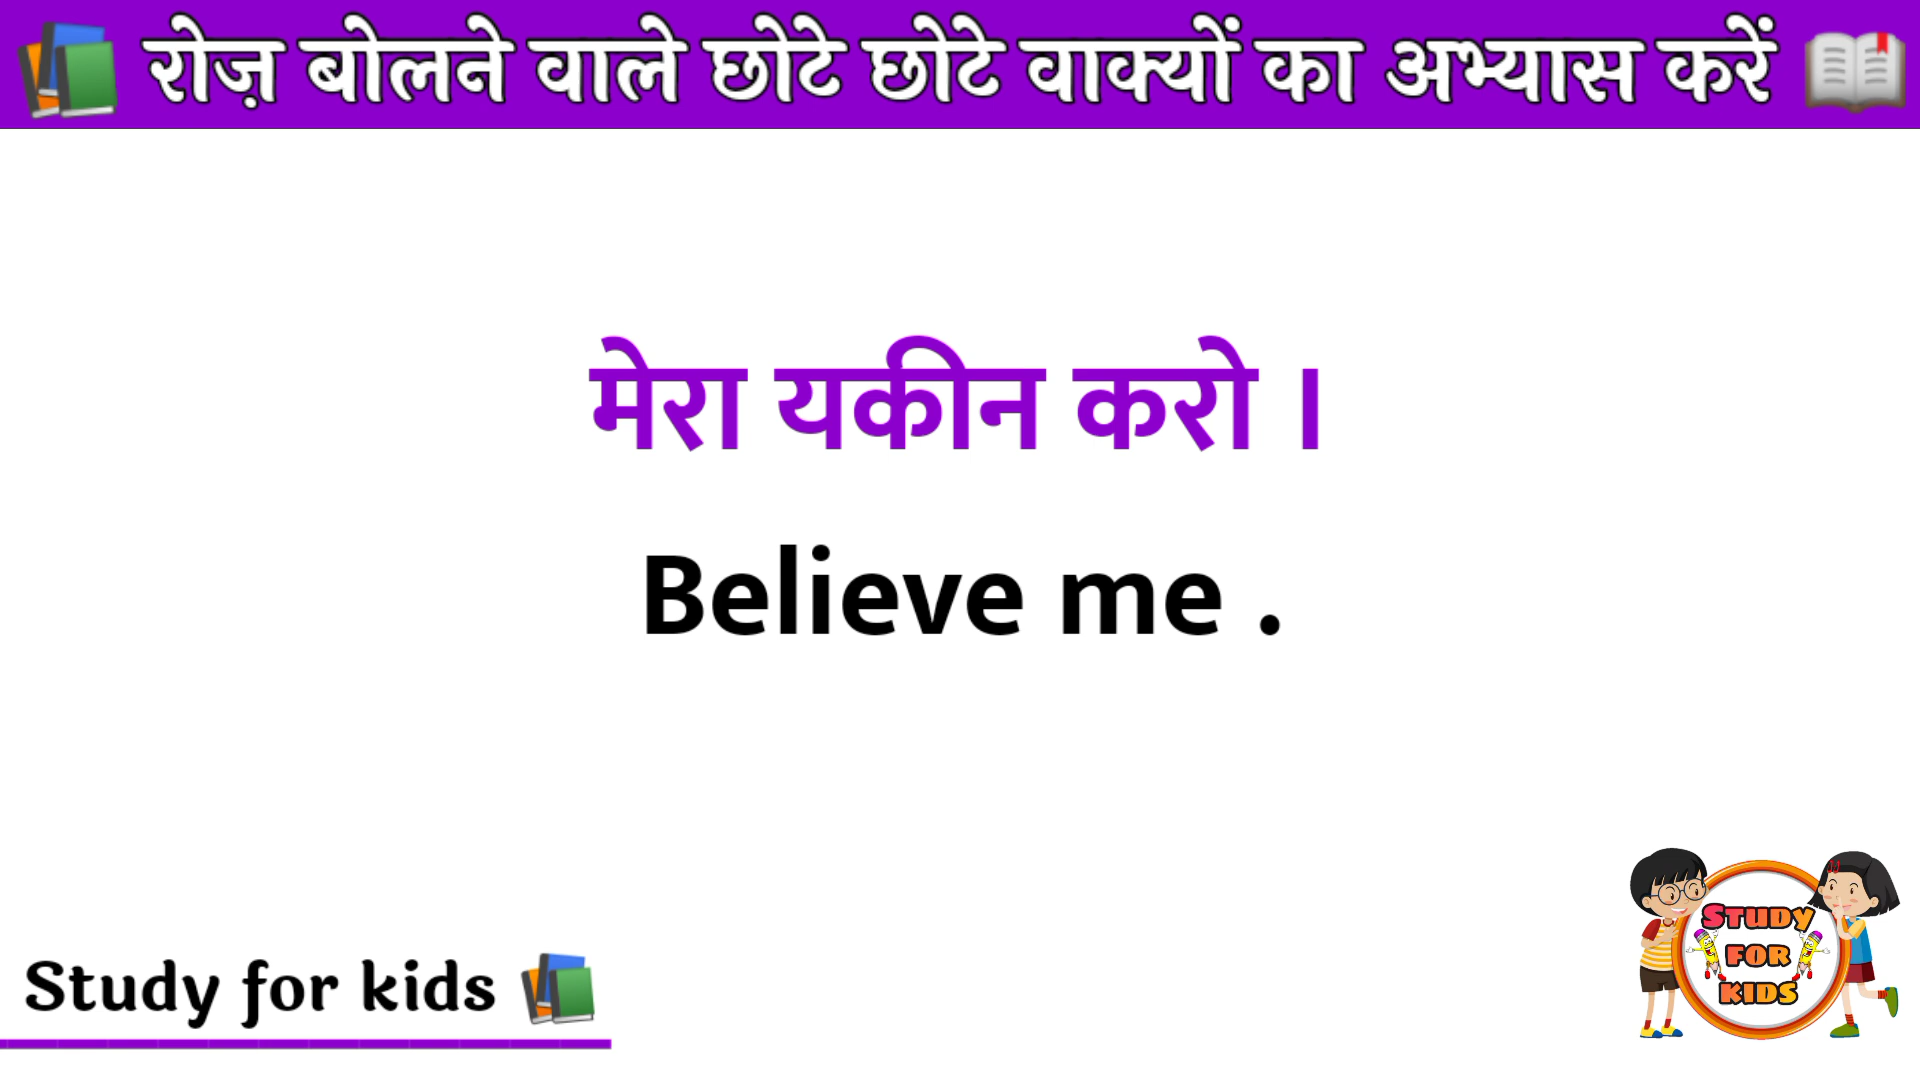 रोज़ बोलने वाले छोटे छोटे वाक्यों का अभ्यास करें
मेरा यकीन करो ।
Believe me .
Study for kids
STUDY
FOR
KIDS